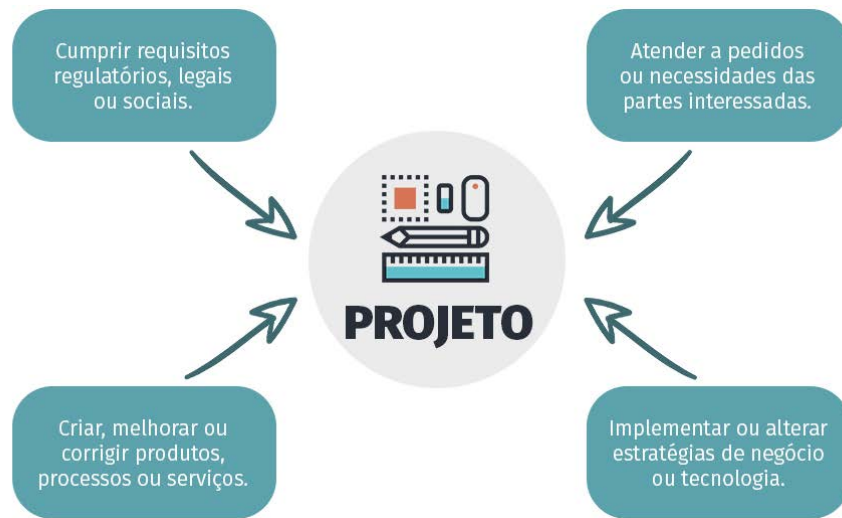 Cumprir requisitos
regulatórios, legais
ou sociais.
Atender a pedidos
ou necessidades das
partes interessadas.
PROJETO
Criar, melhorar ou
corrigir produtos,
processos ou serviços.
Implementar ou alterar
estratégias de negócio
ou tecnologia.